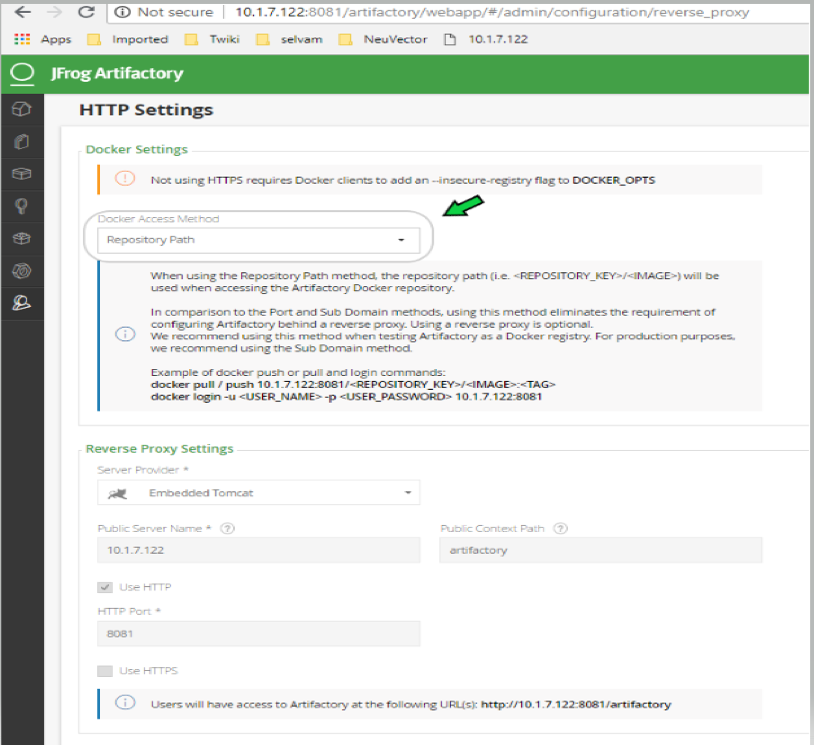 Not secure | 10.1.7.122:8081/artifactory/webapp/#/admin/configuration/reverse_proxy
Apps Imported Twiki selvam NeuVector 10.1.7.122
JFrog Artifactory
HTTP Settings
Docker Settings
Not using HTTPS requires Docker clients to add an --insecure-registry flag to DOCKER_OPTS
Docker Access Method
Repository Path
When using the Repository Path method, the repository path (i.e. <REPOSITORY_KEY>/<IMAGE>) will be
used when accessing the Artifactory Docker repository.
In comparison to the Port and Sub Domain methods, using this method eliminates the requirement of
configuring Artifactory behind a reverse proxy. Using a reverse proxy is optional.
We recommend using this method when testing Artifactory as a Docker registry. For production purposes,
we recommend using the Sub Domain method.
Example of docker push or pull and login commands:
docker pull / push 10.1.7.122:8081/<REPOSITORY_KEY>/<IMAGE>:<TAG>
docker login -u <USER_NAME> -p <USER_PASSWORD> 10.1.7.122:8081
Reverse Proxy Settings
Server Provider *
Embedded Tomcat
Public Server Name * ? Public Context Path ?
10.1.7.122 artifactory
Use HTTP
HTTP Port *
8081
Use HTTPS
Users will have access to Artifactory at the following URL(s): http://10.1.7.122:8081/artifactory